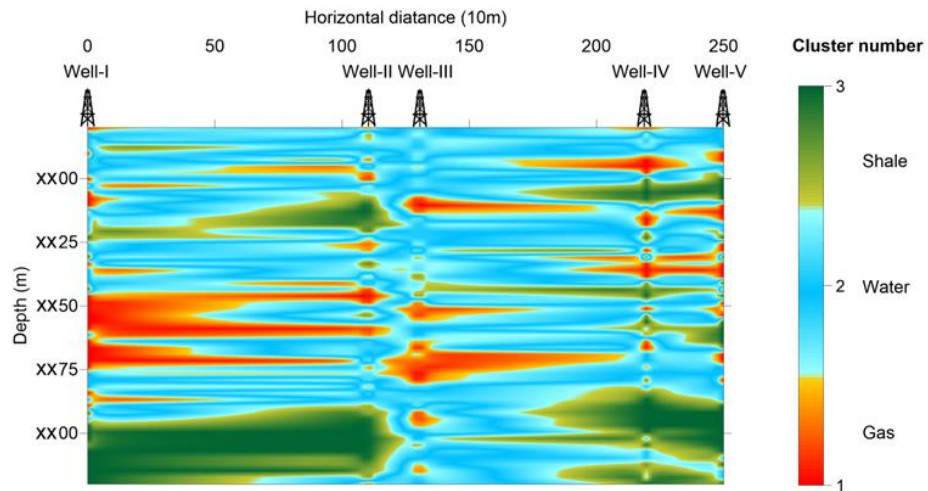 Horizontal diatance (10m)
0 50 100 150 200 250
Well-I Well-II Well-III Well-IV Well-V
Depth (m)
XX00
XX25
XX50
XX75
XX00
Cluster number
3
Shale
2
Water
Gas
1